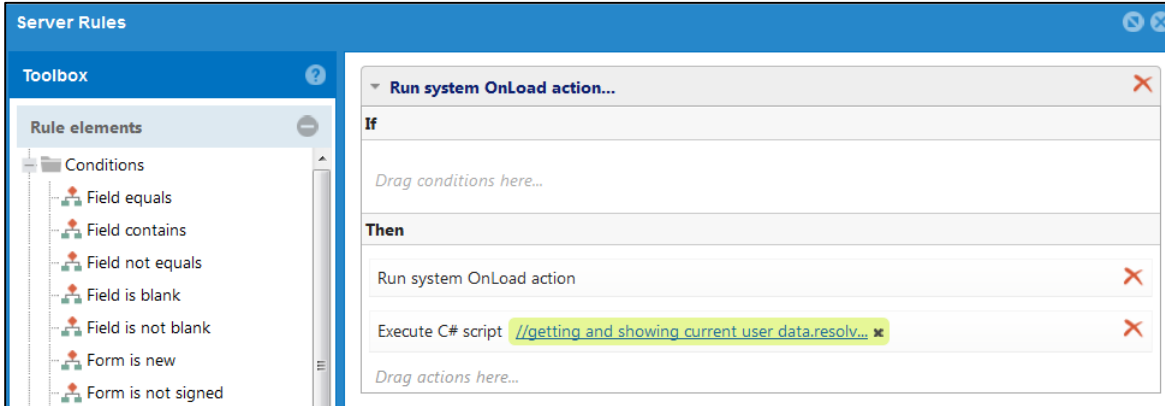 Server Rules
Toolbox
Rule elements
Conditions
Field equals
Field contains
Field not equals
Field is blank
Field is not blank
Form is new
Form is not signed
Run system OnLoad action...
If
Drag conditions here...
Then
Run system OnLoad action
Execute C# script //getting and showing current user data.resolv...
Drag actions here...